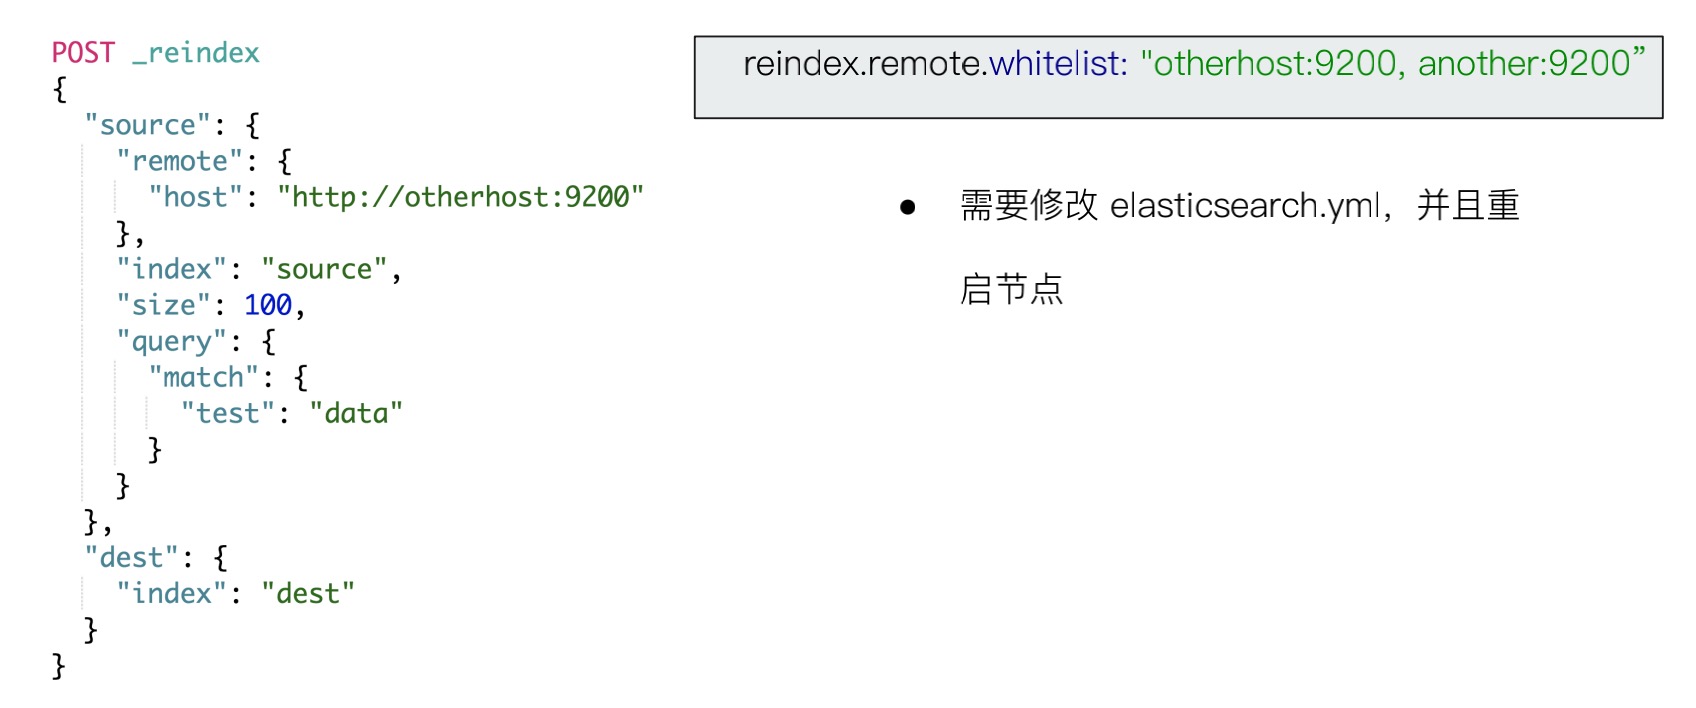 POST _reindex
{
  "source": {
    "remote": {
      "host": "http://otherhost:9200"
    },
    "index": "source",
    "size": 100,
    "query": {
      "match": {
        "test": "data"
      }
    }
  },
  "dest": {
    "index": "dest"
  }
}
reindex.remote.whitelist: "otherhost:9200, another:9200”
● 需要修改 elasticsearch.yml，并且重
启节点